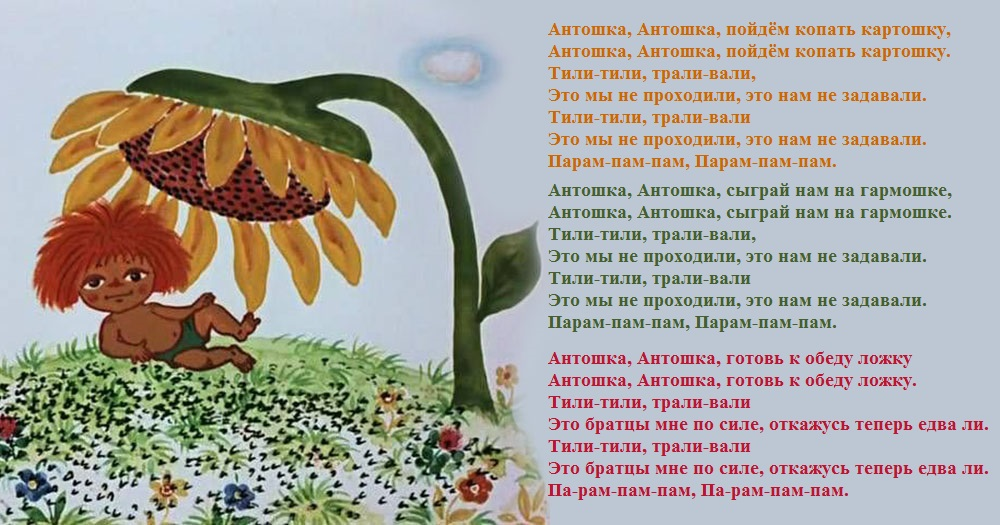 Антошка, Антошка, пойдём копать картошку,
Антошка, Антошка, пойдём копать картошку.
Тили-тили, трали-вали,
Это мы не проходили, это нам не задавали.
Тили-тили, трали-вали
Это мы не проходили, это нам не задавали.
Парам-пам-пам, Парам-пам-пам.
Антошка, Антошка, сыграй нам на гармошке,
Антошка, Антошка, сыграй нам на гармошке.
Тили-тили, трали-вали,
Это мы не проходили, это нам не задавали.
Тили-тили, трали-вали
Это мы не проходили, это нам не задавали.
Парам-пам-пам, Парам-пам-пам.
Антошка, Антошка, готовь к обеду ложку
Антошка, Антошка, готовь к обеду ложку.
Тили-тили, трали-вали
Это братцы мне по силе, откажусь теперь едва ли.
Тили-тили, трали-вали
Это братцы мне по силе, откажусь теперь едва ли.
Па-рам-пам-пам, Па-рам-пам-пам.